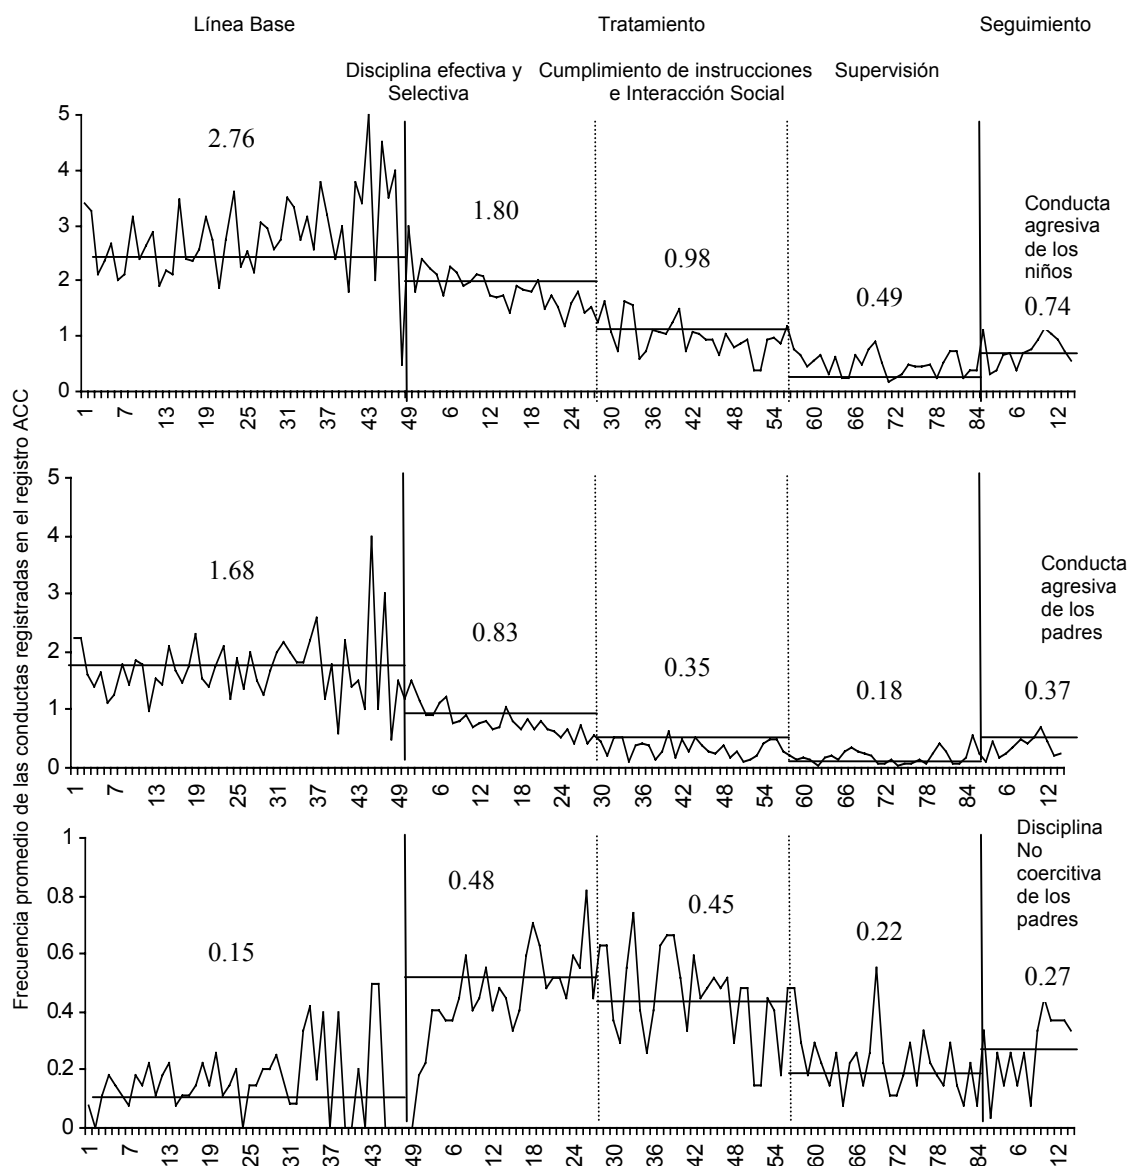 Línea Base
Tratamiento
Seguimiento
Disciplina efectiva y
Selectiva
Cumplimiento de instrucciones
e Interacción Social
Supervisión
Frecuencia promedio de las conductas registradas en el registro ACC
5
4
3
2
1
0
2.76
1.80
0.98
0.49
Conducta
agresiva
de los
niños
0.74
1 7 13 19 25 31 37 43 49 6 12 18 24 30 36 42 48 54 60 66 72 78 84 6 12
5
4
3
2
1
0
1.68
0.83
0.35
0.18
Conducta
agresiva
de los
padres
0.37
1 7 13 19 25 31 37 43 49 6 12 18 24 30 36 42 48 54 60 66 72 78 84 6 12
1
0.8
0.6
0.4
0.2
0
0.15
0.48
0.45
0.22
Disciplina
No
coercitiva
de los
padres
0.27
1 7 13 19 25 31 37 43 49 6 12 18 24 30 36 42 48 54 60 66 72 78 84 6 12